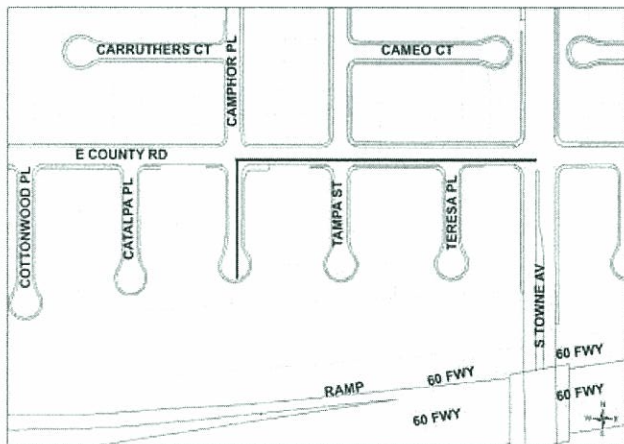 CARRUTHERS CT
CAMPHOR PL
CAMEO CT
E COUNTY RD
COTTONWOOD PL
CATALPA PL
TAMPA ST
TERESA PL
S TOWNE AV
60 FWY
60 FWY
RAMP
60 FWY
60 FWY
N
W
E
S